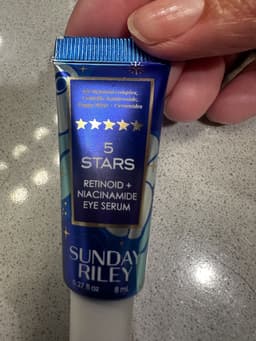 5
STARS
RETINOID +
NIACINAMIDE
EYE SERUM
SUNDAY
RILEY
0.27 fl oz 8 ml